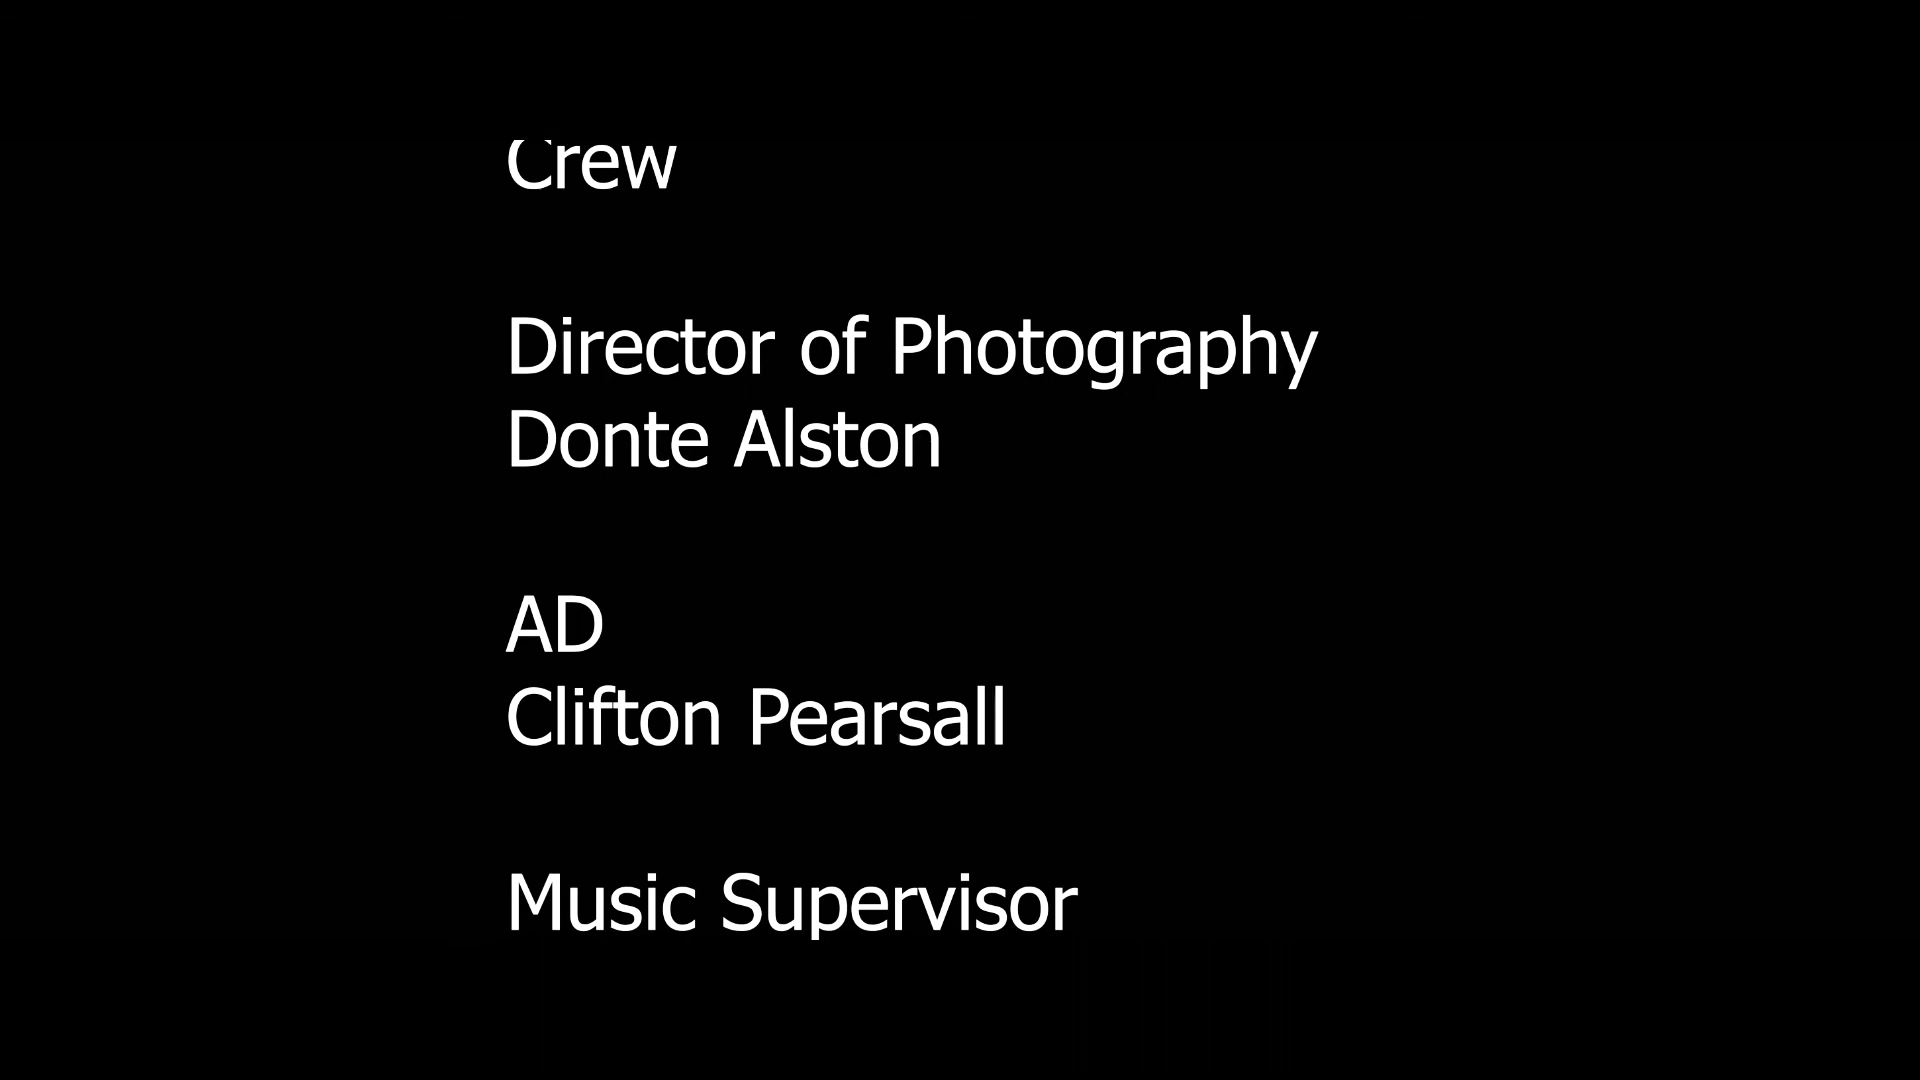 Crew
Director of Photography
Donte Alston
AD
Clifton Pearsall
Music Supervisor